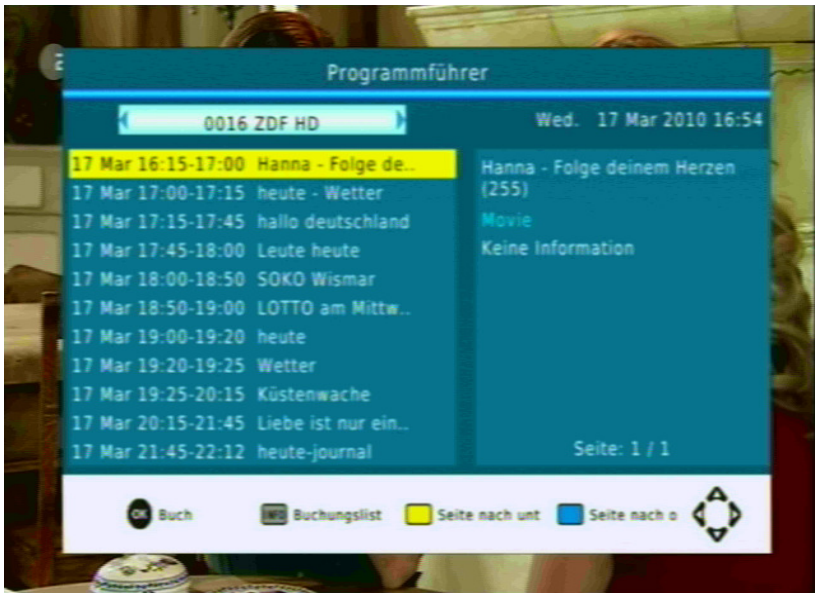 Programmführer
0016 ZDF HD
Wed. 17 Mar 2010 16:54
17 Mar 16:15-17:00 Hanna - Folge de..
17 Mar 17:00-17:15 heute - Wetter
17 Mar 17:15-17:45 hallo deutschland
17 Mar 17:45-18:00 Leute heute
17 Mar 18:00-18:50 SOKO Wismar
17 Mar 18:50-19:00 LOTTO am Mittw..
17 Mar 19:00-19:20 heute
17 Mar 19:20-19:25 Wetter
17 Mar 19:25-20:15 Küstenwache
17 Mar 20:15-21:45 Liebe ist nur ein..
17 Mar 21:45-22:12 heute-journal
Hanna - Folge deinem Herzen
(255)
Movie
Keine Information
Seite: 1 / 1
OK Buch
INFO Buchungslist
Seite nach unt
Seite nach o